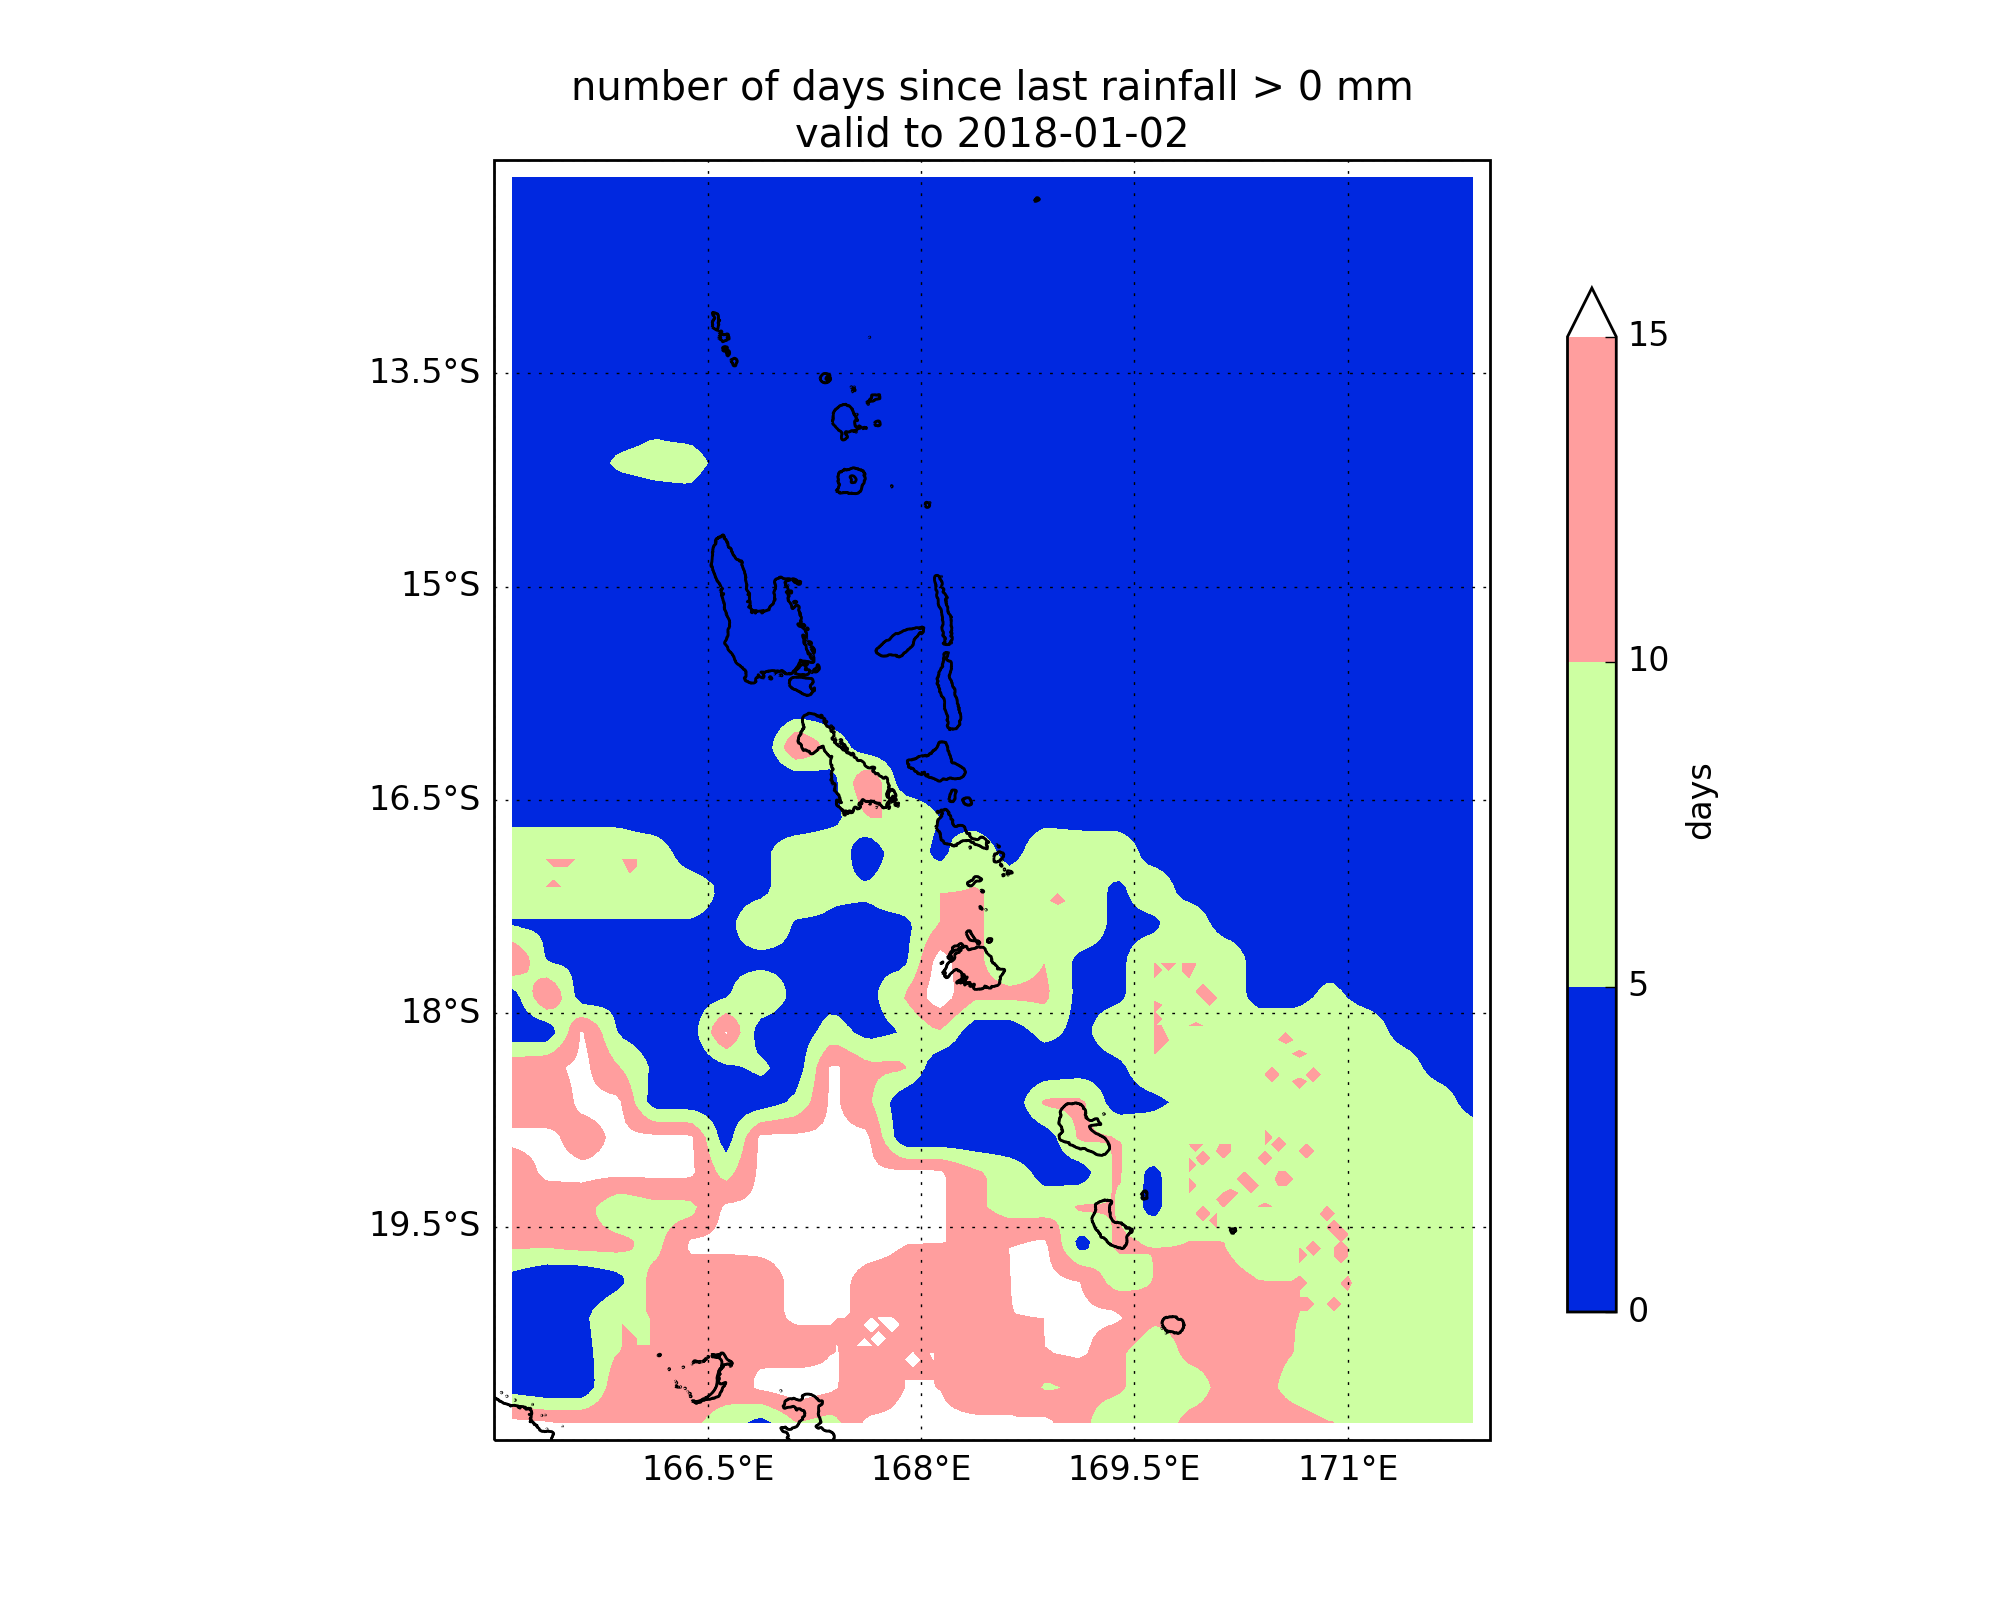 number of days since last rainfall > 0 mm
valid to 2018-01-02
13.5°S
15°S
16.5°S
18°S
19.5°S
166.5°E
168°E
169.5°E
171°E
15
10
5
0
days